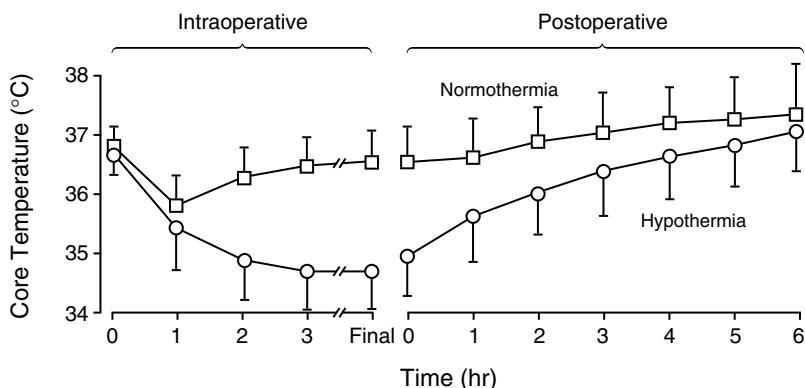 Intraoperative Postoperative
Core Temperature (°C)
38
37
36
35
34
Normothermia
Hypothermia
0 1 2 3 Final 0 1 2 3 4 5 6
Time (hr)